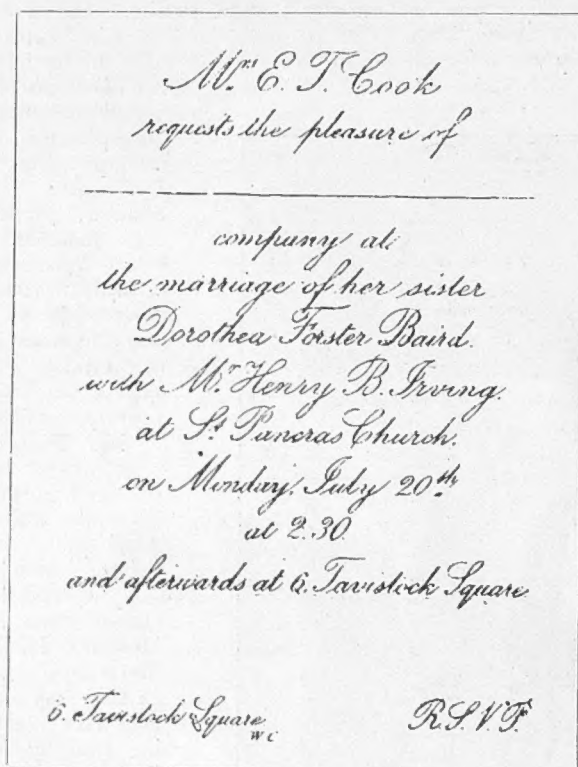 Mrs. E. T. Cook
requests the pleasure of
company at
the marriage of her sister
Dorothea Forster Baird.
with Mr. Henry B. Irving.
at St. Pancras Church.
on Monday, July 20th,
at 2.30.
and afterwards at 6. Tavistock Square.
6. Tavistock Square,
W C
R.S.V.P.